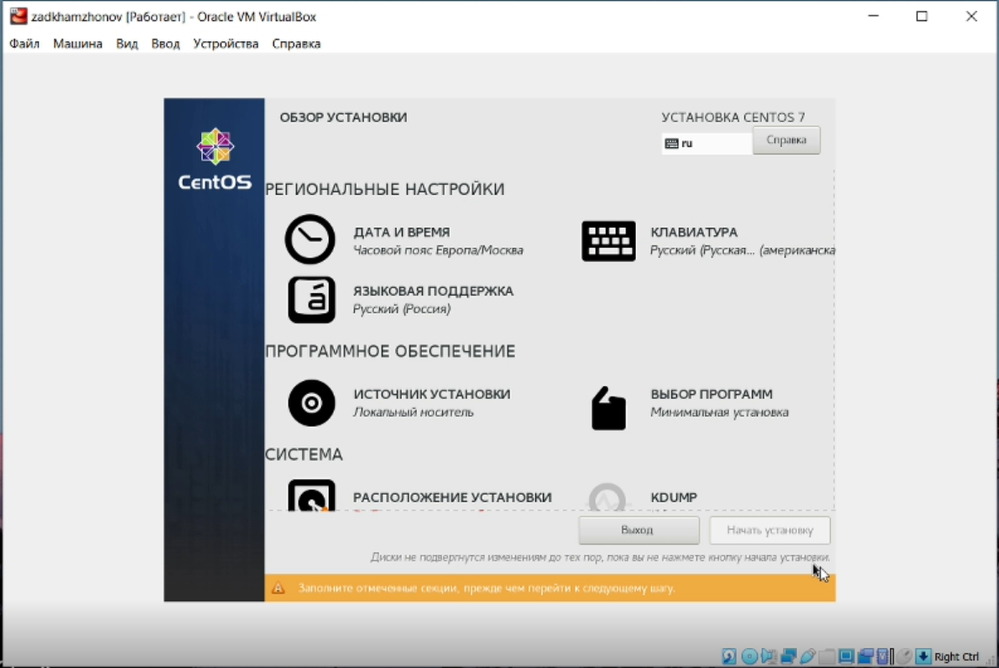 zadkhamzhonov [Работает] - Oracle VM VirtualBox
Файл Машина Вид Ввод Устройства Справка
ОБЗОР УСТАНОВКИ
УСТАНОВКА CENTOS 7
ru
Справка
CentOS
РЕГИОНАЛЬНЫЕ НАСТРОЙКИ
ДАТА И ВРЕМЯ
Часовой пояс Европа/Москва
КЛАВИАТУРА
Русский (Русская... (американска
ЯЗЫКОВАЯ ПОДДЕРЖКА
Русский (Россия)
ПРОГРАММНОЕ ОБЕСПЕЧЕНИЕ
ИСТОЧНИК УСТАНОВКИ
Локальный носитель
ВЫБОР ПРОГРАММ
Минимальная установка
СИСТЕМА
РАСПОЛОЖЕНИЕ УСТАНОВКИ
KDUMP
Выход
Начать установку
Диски не подвергнутся изменениям до тех пор, пока вы не нажмете кнопку начала установки.
Заполните отмеченные секции, прежде чем перейти к следующему шагу.
Right Ctrl